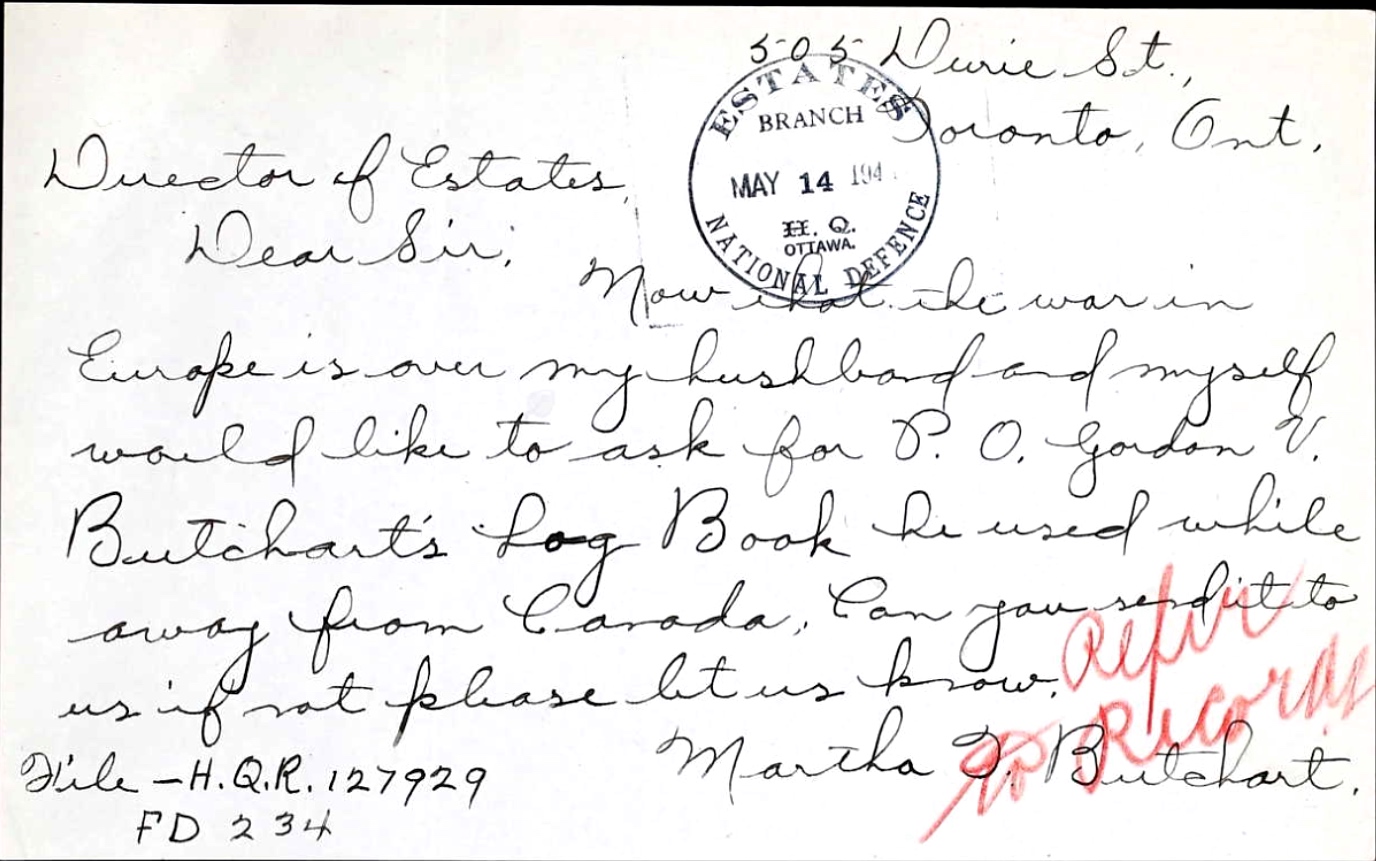 505 Durie St.,
Toronto, Ont.
ESTATES
BRANCH
MAY 14 194
H. Q.
OTTAWA.
NATIONAL DEFENCE
Director of Estates,
Dear Sir;
Now that the war in
Europe is over my hushband and myself
would like to ask for P. O. Gordon V.
Butchart's Log Book he used while
away from Canada. Can you send it to
us if not please let us know.
Refer
to Records
Martha J. Butchart.
File - H.Q.R. 127929
FD 234